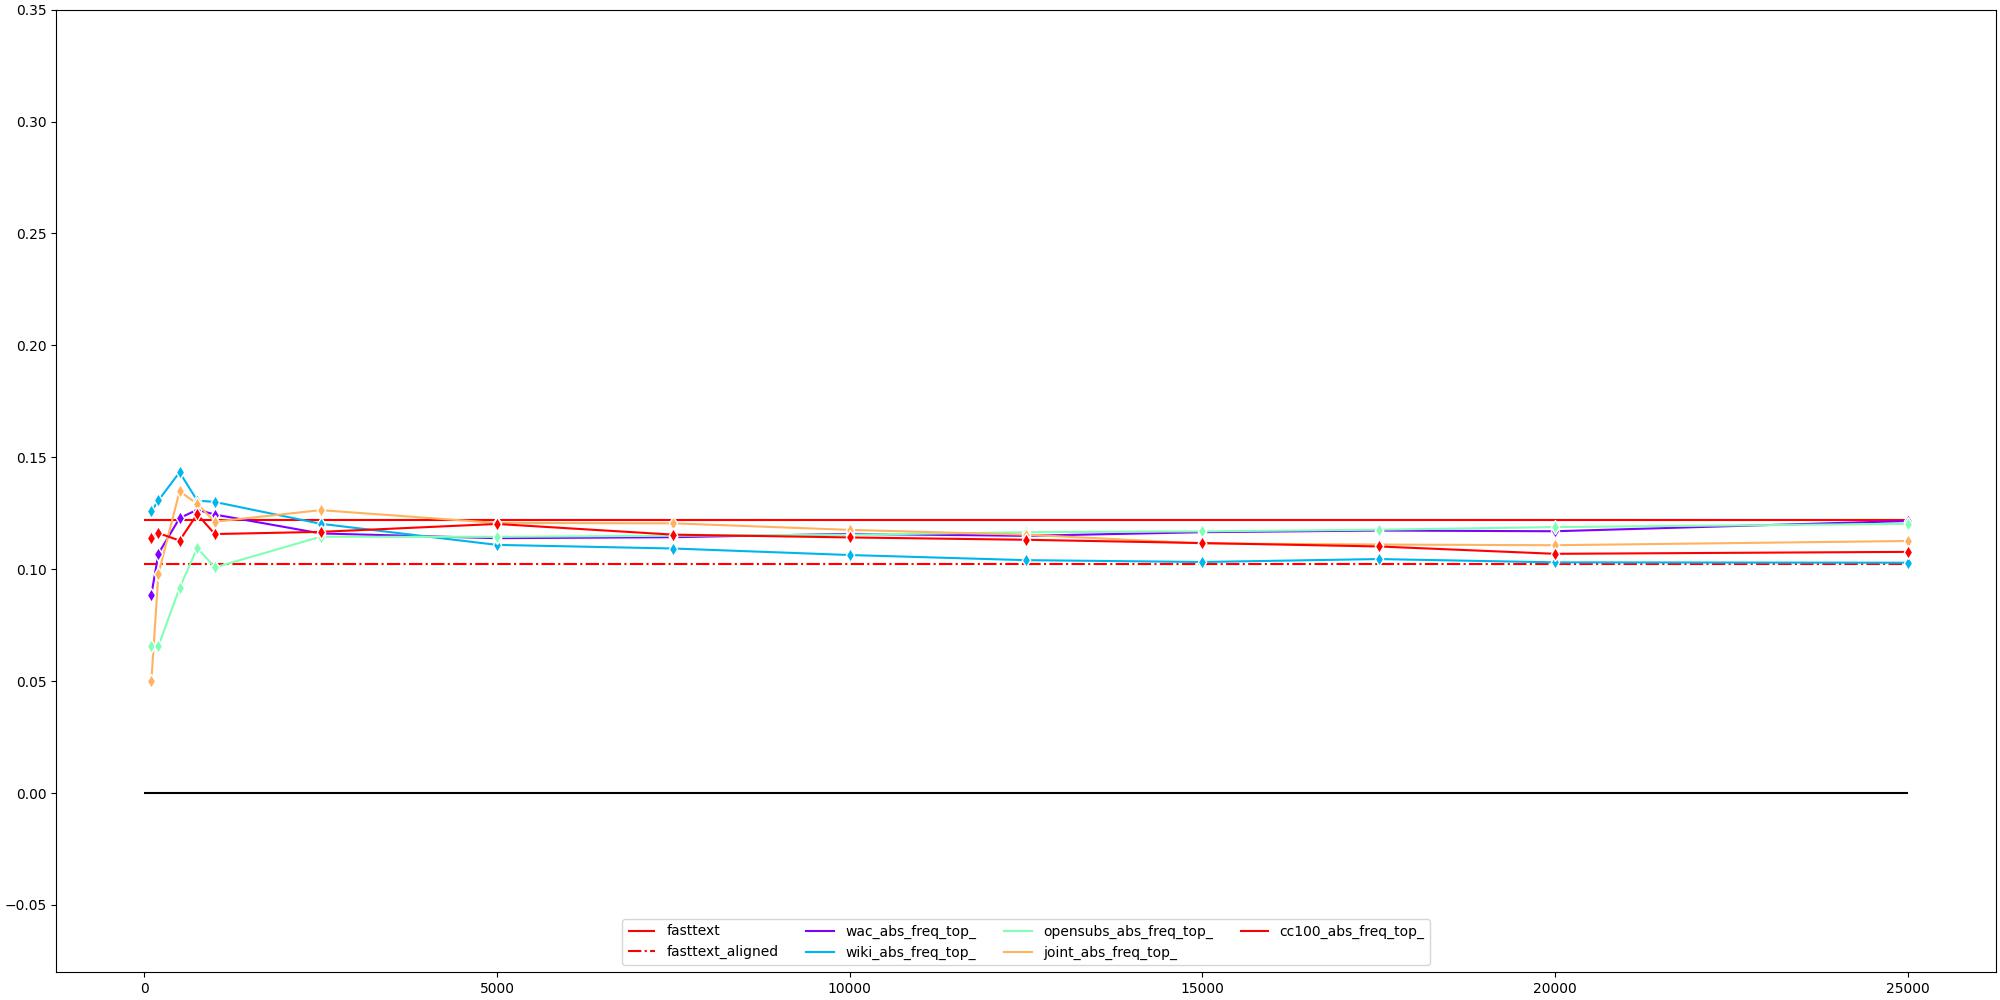 0.35
0.30
0.25
0.20
0.15
0.10
0.05
0.00
−0.05
fasttext
fasttext_aligned
wac_abs_freq_top_
wiki_abs_freq_top_
opensubs_abs_freq_top_
joint_abs_freq_top_
cc100_abs_freq_top_
0 5000 10000 15000 20000 25000